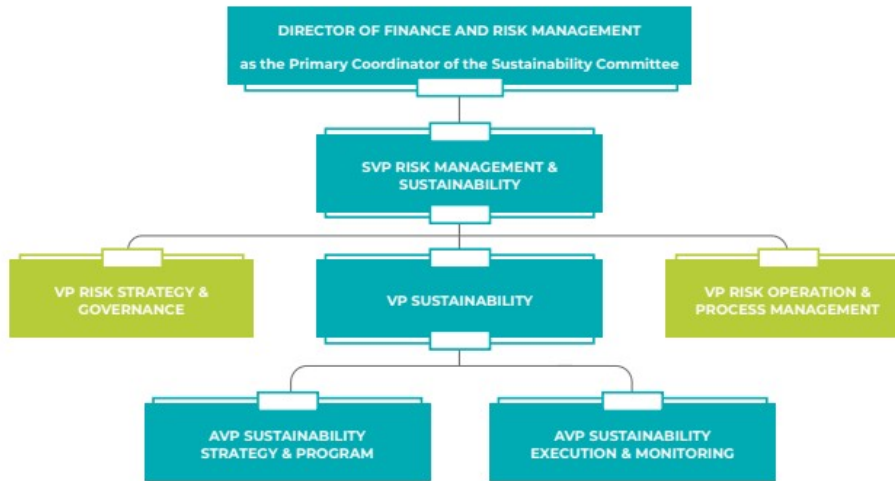 DIRECTOR OF FINANCE AND RISK MANAGEMENT
as the Primary Coordinator of the Sustainability Committee
SVP RISK MANAGEMENT &
SUSTAINABILITY
VP RISK STRATEGY &
GOVERNANCE
VP SUSTAINABILITY
VP RISK OPERATION &
PROCESS MANAGEMENT
AVP SUSTAINABILITY
STRATEGY & PROGRAM
AVP SUSTAINABILITY
EXECUTION & MONITORING